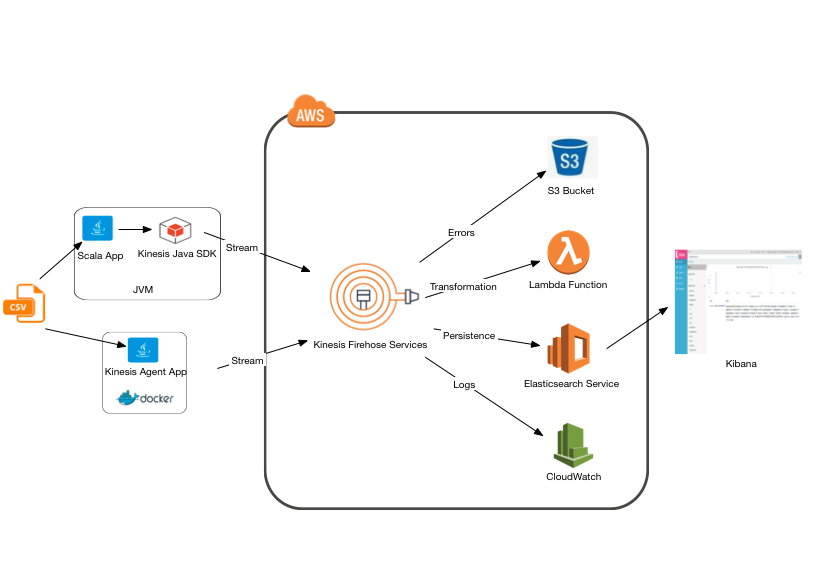 AWS
S3
S3 Bucket
Errors
Scala App
Kinesis Java SDK
Stream
JVM
Lambda Function
Transformation
CSV
Kinesis Firehose Services
Persistence
Stream
Kinesis Agent App
docker
Elasticsearch Service
Kibana
Logs
CloudWatch